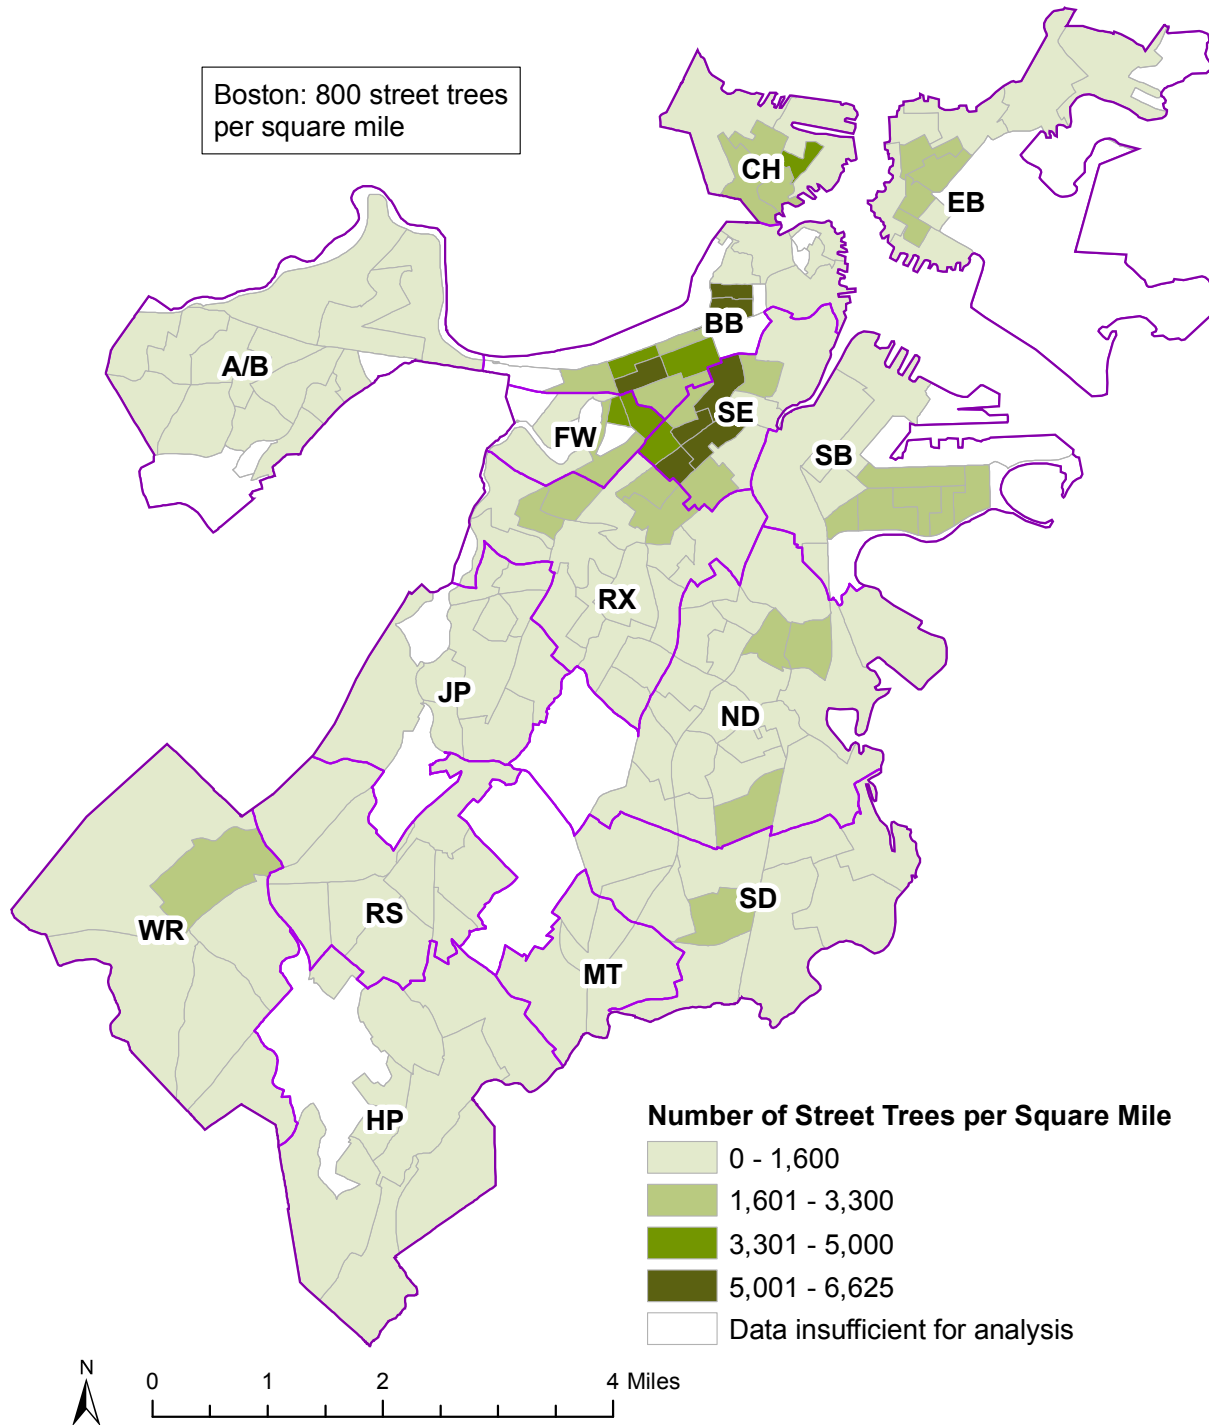 Boston: 800 street trees
per square mile
CH
EB
BB
A/B
SE
FW
SB
RX
JP
ND
SD
RS
WR
MT
HP
Number of Street Trees per Square Mile
0 - 1,600
1,601 - 3,300
3,301 - 5,000
5,001 - 6,625
Data insufficient for analysis
N
0 1 2 4 Miles